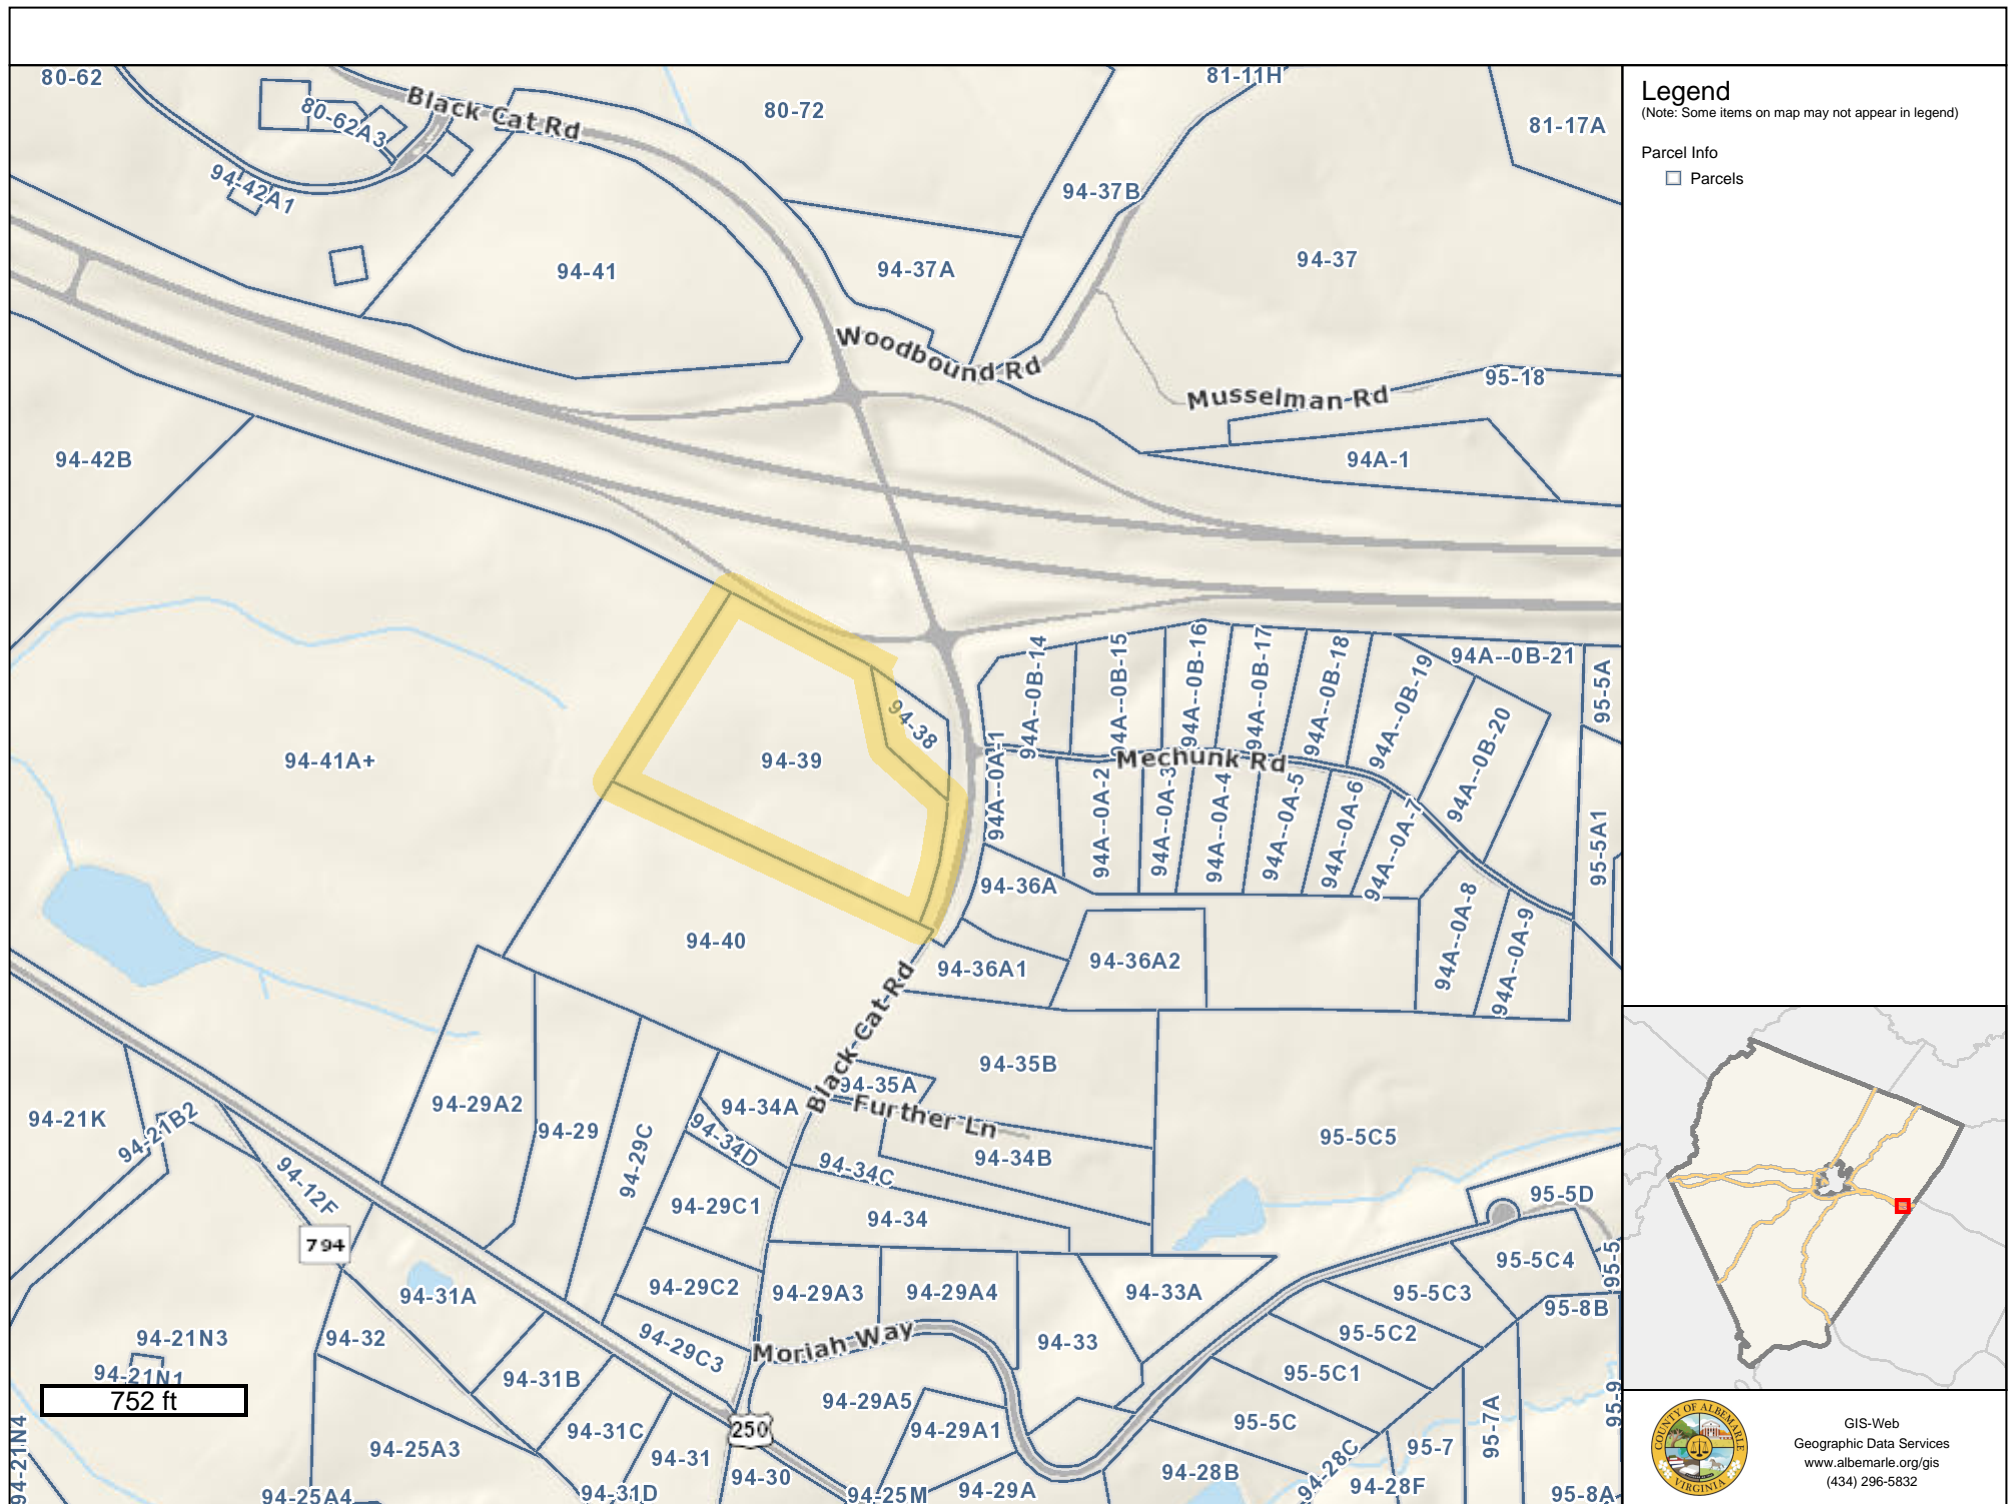 80-62
80-62A3
Black Cat Rd
80-72
81-11H
81-17A
94-42A1
94-37B
94-41
94-37A
94-37
Woodbound Rd
Musselman Rd
95-18
94-42B
94A-1
94A--0B-14
94A--0B-15
94A--0B-16
94A--0B-17
94A--0B-18
94A--0B-19
94A--0B-21
95-5A
94-38
94A--0B-20
94-41A+
94-39
94A--0A-1
Mechunk Rd
94A--0A-2
94A--0A-3
94A--0A-4
94A--0A-5
94A--0A-6
94A--0A-7
95-5A1
94-36A
94A--0A-8
94A--0A-9
94-40
94-36A1
94-36A2
Black-Cat-Rd
94-35B
94-35A
94-21K
94-21B2
94-29A2
94-29
94-29C
94-34A
94-34D
Further Ln
94-34B
94-34C
95-5C5
94-12F
94-29C1
94-34
95-5D
794
94-31A
94-29C2
94-29A3
94-29A4
94-33A
95-5C3
95-5C4
95-5
95-8B
94-21N3
94-32
94-29C3
Moriah Way
94-33
95-5C2
94-21N1
94-31B
95-5C1
94-29A5
94-29A1
95-5C
95-7A
95-9
752 ft
94-21N4
94-25A3
94-31C
94-31
250
94-30
95-7
94-28C
94-28B
94-28F
94-25A4
94-31D
94-25M
94-29A
95-8A
Legend
(Note: Some items on map may not appear in legend)
Parcel Info
Parcels
COUNTY OF ALBEMARLE
VIRGINIA
GIS-Web
Geographic Data Services
www.albemarle.org/gis
(434) 296-5832